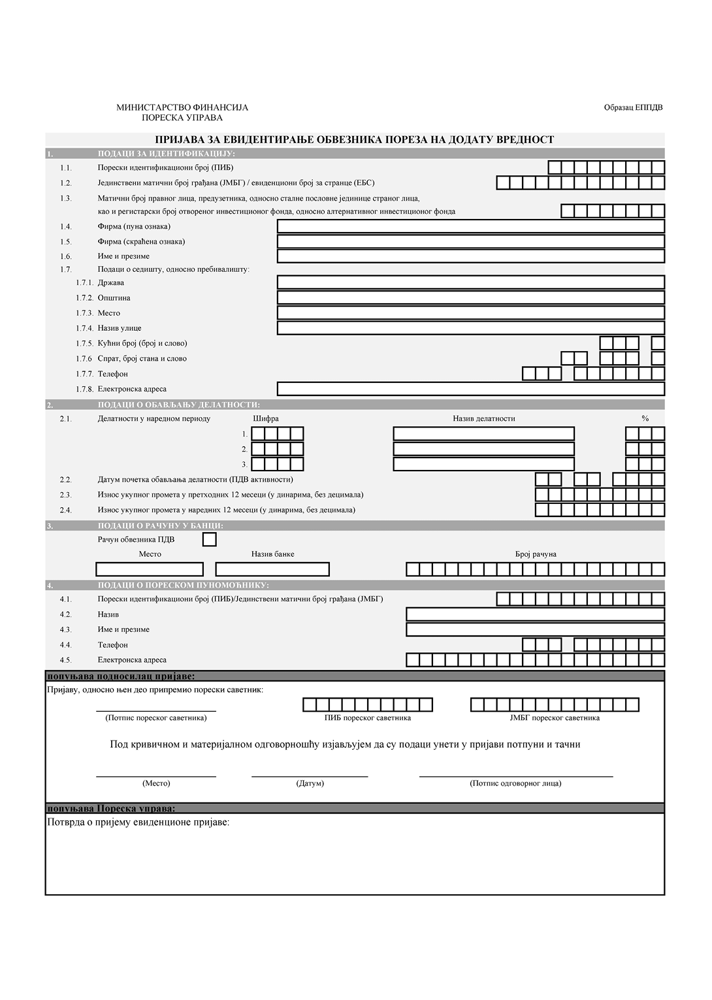 МИНИСТАРСТВО ФИНАНСИЈА
ПОРЕСКА УПРАВА
Образац ЕППДВ
ПРИЈАВА ЗА ЕВИДЕНТИРАЊЕ ОБВЕЗНИКА ПОРЕЗА НА ДОДАТУ ВРЕДНОСТ
1. ПОДАЦИ ЗА ИДЕНТИФИКАЦИЈУ:
1.1. Порески идентификациони број (ПИБ)
1.2. Јединствени матични број грађана (ЈМБГ) / евиденциони број за странце (ЕБС)
1.3. Матични број правног лица, предузетника, односно сталне пословне јединице страног лица,
као и регистарски број отвореног инвестиционог фонда, односно алтернативног инвестиционог фонда
1.4. Фирма (пуна ознака)
1.5. Фирма (скраћена ознака)
1.6. Име и презиме
1.7. Подаци о седишту, односно пребивалишту:
1.7.1. Држава
1.7.2. Општина
1.7.3. Место
1.7.4. Назив улице
1.7.5. Кућни број (број и слово)
1.7.6 Спрат, број стана и слово
1.7.7. Телефон
1.7.8. Електронска адреса
2. ПОДАЦИ О ОБАВЉАЊУ ДЕЛАТНОСТИ:
2.1. Делатности у наредном периоду Шифра Назив делатности %
1.
2.
3.
2.2. Датум почетка обављања делатности (ПДВ активности)
2.3. Износ укупног промета у претходних 12 месеци (у динарима, без децимала)
2.4. Износ укупног промета у наредних 12 месеци (у динарима, без децимала)
3. ПОДАЦИ О РАЧУНУ У БАНЦИ:
Рачун обвезника ПДВ
Место Назив банке Број рачуна
4. ПОДАЦИ О ПОРЕСКОМ ПУНОМОЋНИКУ:
4.1. Порески идентификациони број (ПИБ)/Јединствени матични број грађана (ЈМБГ)
4.2. Назив
4.3. Име и презиме
4.4. Телефон
4.5. Електронска адреса
попуњава подносилац пријаве:
Пријаву, односно њен део припремио порески саветник:
(Потпис пореског саветника) ПИБ пореског саветника ЈМБГ пореског саветника
Под кривичном и материјалном одговорношћу изјављујем да су подаци унети у пријави потпуни и тачни
(Место) (Датум) (Потпис одговорног лица)
попуњава Пореска управа:
Потврда о пријему евиденционе пријаве: